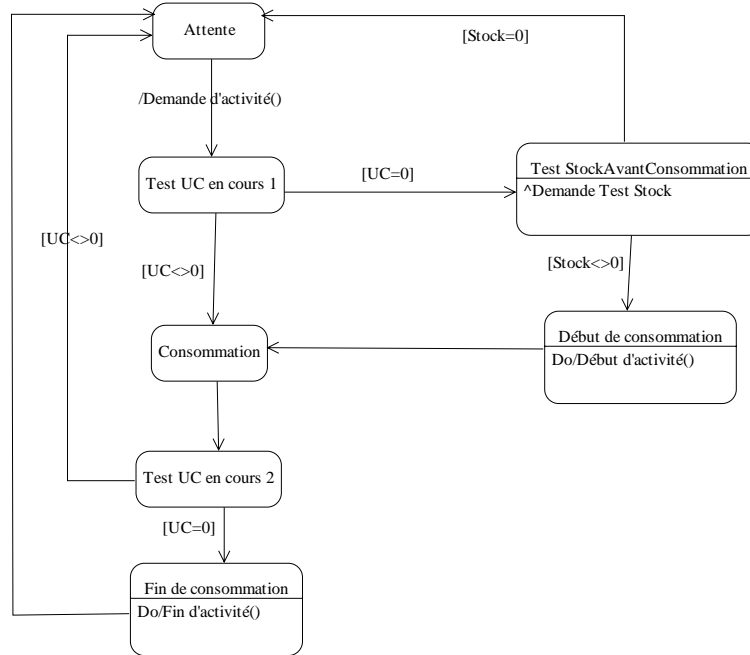 Attente
[Stock=0]
/Demande d'activité()
Test StockAvantConsommation
Test UC en cours 1
[UC=0]
^Demande Test Stock
[UC<>0]
[UC<>0]
[Stock<>0]
Début de consommation
Consommation
Do/Début d'activité()
Test UC en cours 2
[UC=0]
Fin de consommation
Do/Fin d'activité()